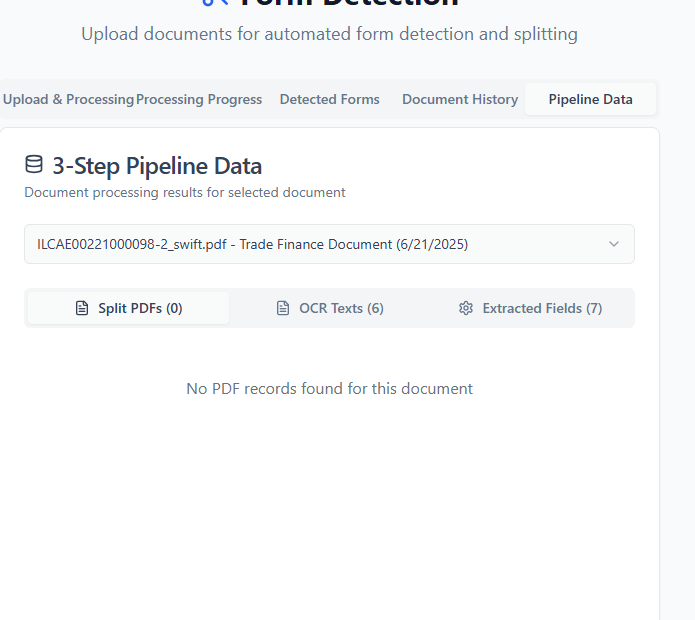 Form Detection
Upload documents for automated form detection and splitting
Upload & Processing Processing Progress Detected Forms Document History Pipeline Data
3-Step Pipeline Data
Document processing results for selected document
ILCAE00221000098-2_swift.pdf - Trade Finance Document (6/21/2025)
Split PDFs (0) OCR Texts (6) Extracted Fields (7)
No PDF records found for this document